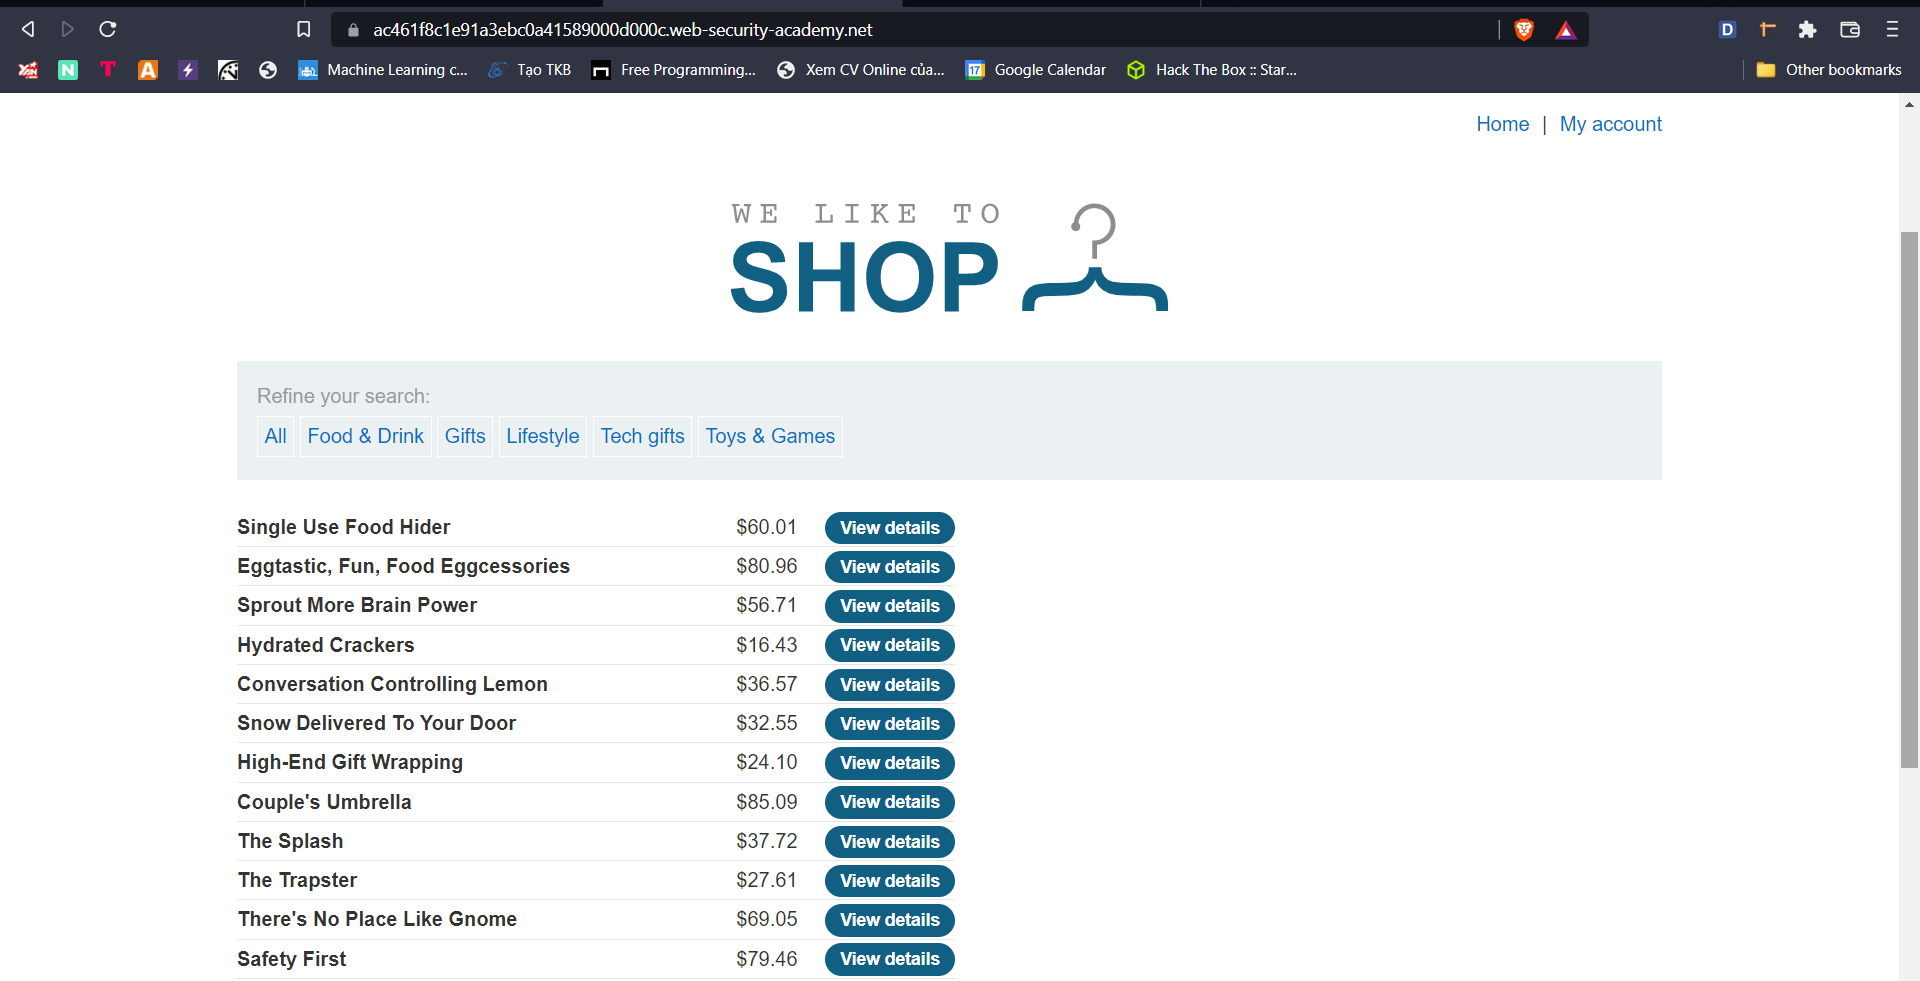 ac461f8c1e91a3ebc0a41589000d000c.web-security-academy.net
D
N T A Machine Learning c... Tạo TKB Free Programming... Xem CV Online của... 17 Google Calendar Hack The Box :: Star... Other bookmarks
Home | My account
WE LIKE TO
SHOP
Refine your search:
All Food & Drink Gifts Lifestyle Tech gifts Toys & Games
Single Use Food Hider $60.01 View details
Eggtastic, Fun, Food Eggcessories $80.96 View details
Sprout More Brain Power $56.71 View details
Hydrated Crackers $16.43 View details
Conversation Controlling Lemon $36.57 View details
Snow Delivered To Your Door $32.55 View details
High-End Gift Wrapping $24.10 View details
Couple's Umbrella $85.09 View details
The Splash $37.72 View details
The Trapster $27.61 View details
There's No Place Like Gnome $69.05 View details
Safety First $79.46 View details